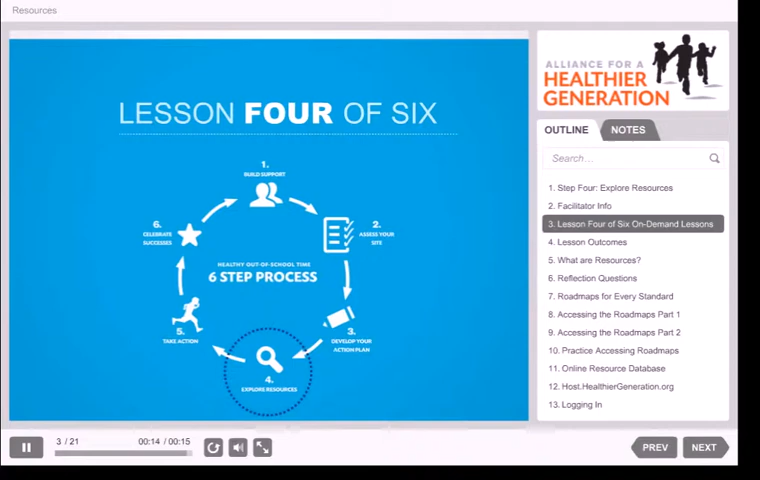 Resources
LESSON FOUR OF SIX
1.
BUILD SUPPORT
2.
ASSESS YOUR
SITE
3.
DEVELOP YOUR
ACTION PLAN
4.
EXPLORE RESOURCES
5.
TAKE ACTION
6.
CELEBRATE
SUCCESSES
HEALTHY OUT-OF-SCHOOL TIME
6 STEP PROCESS
3 / 21
00:14 / 00:15
ALLIANCE FOR A
HEALTHIER
GENERATION
OUTLINE
NOTES
Search...
1. Step Four: Explore Resources
2. Facilitator Info
3. Lesson Four of Six On-Demand Lessons
4. Lesson Outcomes
5. What are Resources?
6. Reflection Questions
7. Roadmaps for Every Standard
8. Accessing the Roadmaps Part 1
9. Accessing the Roadmaps Part 2
10. Practice Accessing Roadmaps
11. Online Resource Database
12. Host.HealthierGeneration.org
13. Logging In
PREV
NEXT